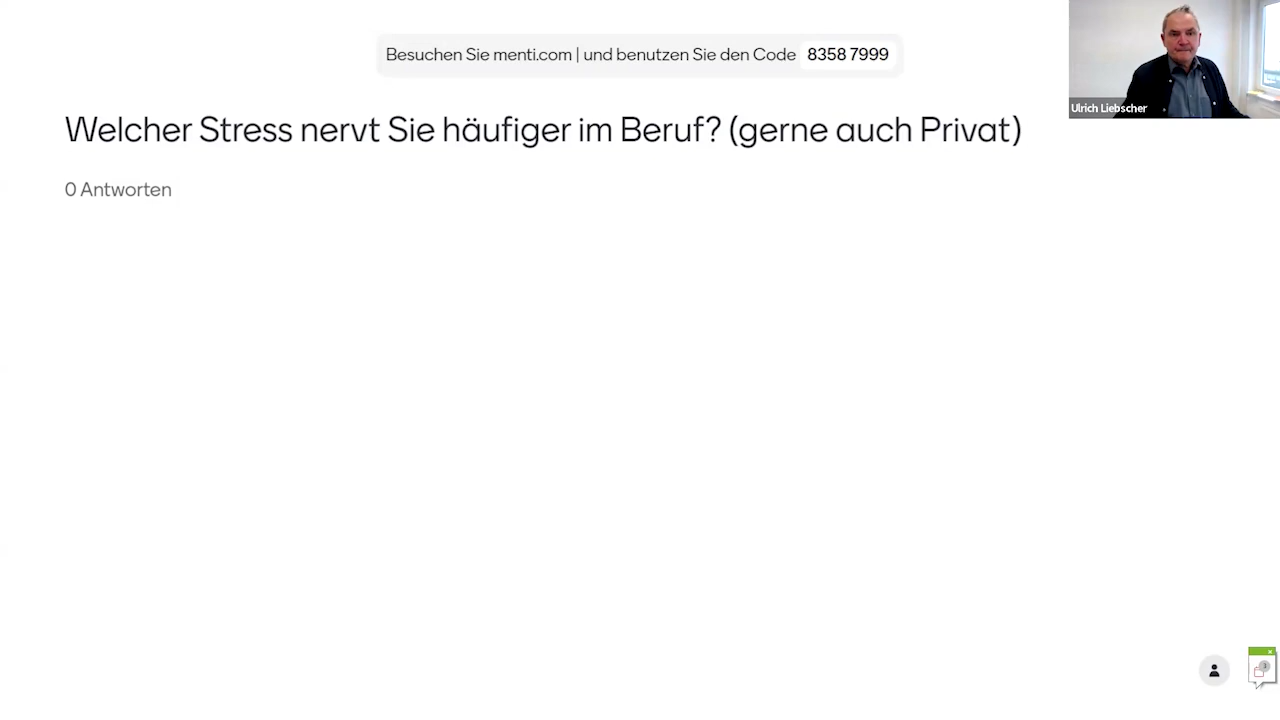 Besuchen Sie menti.com | und benutzen Sie den Code 8358 7999
Ulrich Liebscher
Welcher Stress nervt Sie häufiger im Beruf? (gerne auch Privat)
0 Antworten